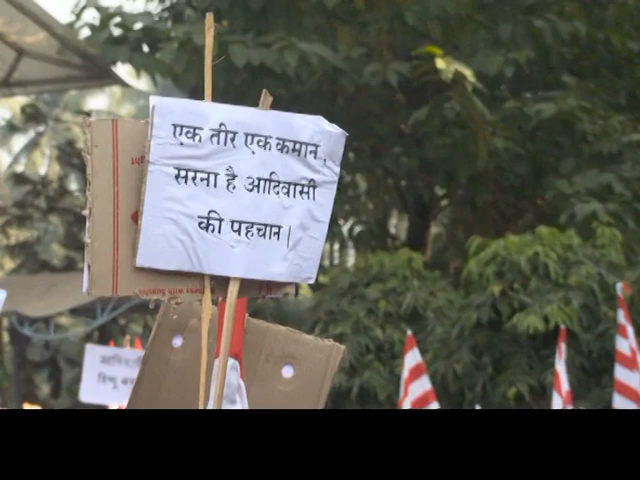 एक तीर एक कमान,
सरना है आदिवासी
की पहचान।